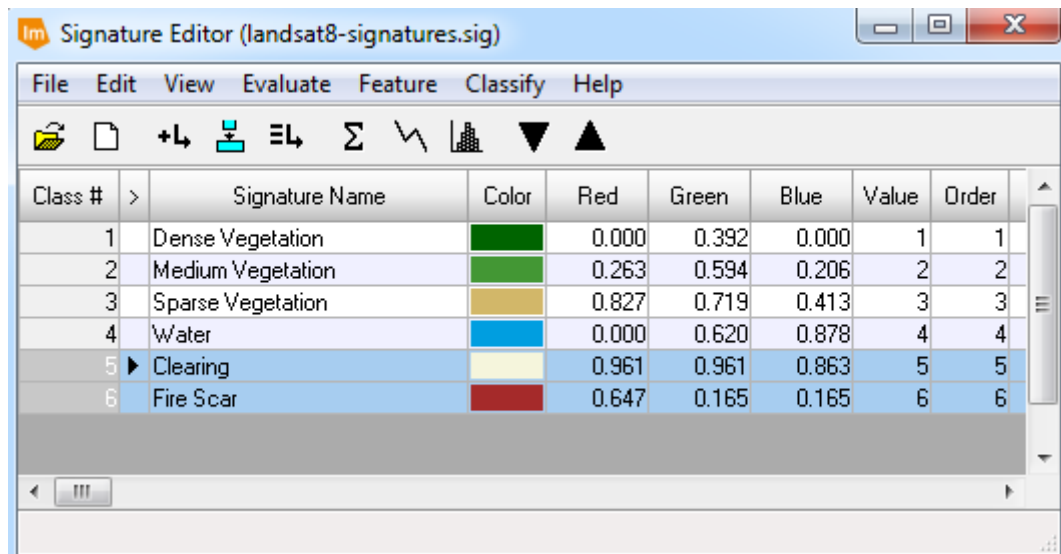 Im Signature Editor (landsat8-signatures.sig)
File Edit View Evaluate Feature Classify Help
Class # > Signature Name Color Red Green Blue Value Order
1 Dense Vegetation 0.000 0.392 0.000 1 1
2 Medium Vegetation 0.263 0.594 0.206 2 2
3 Sparse Vegetation 0.827 0.719 0.413 3 3
4 Water 0.000 0.620 0.878 4 4
5 Clearing 0.961 0.961 0.863 5 5
6 Fire Scar 0.647 0.165 0.165 6 6